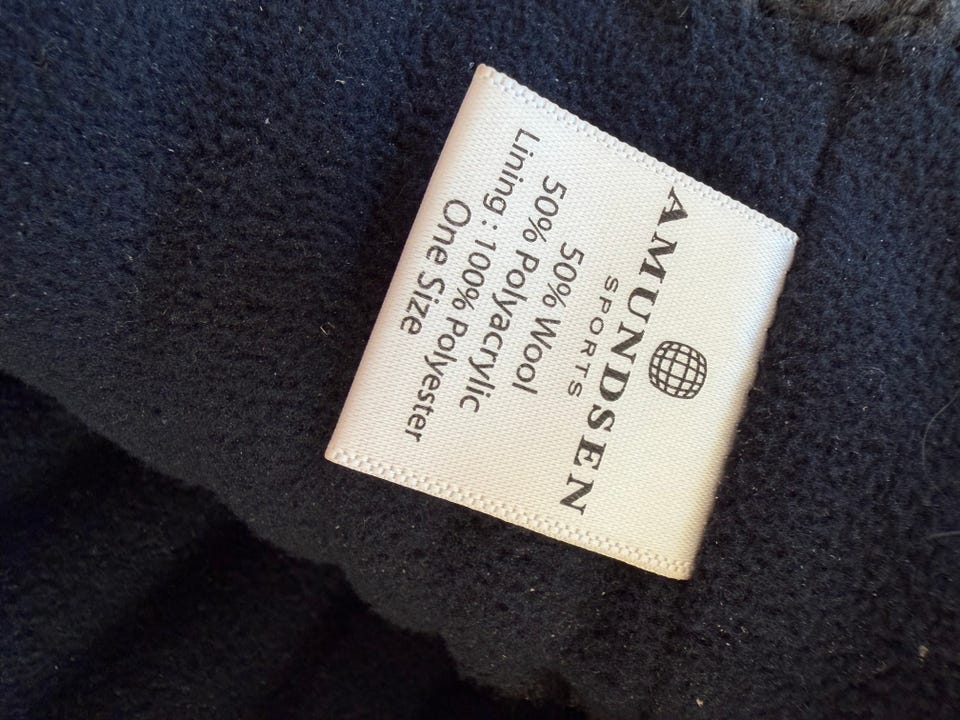 AMUNDSEN
SPORTS
50% Wool
50% Polyacrylic
Lining : 100% Polyester
One Size